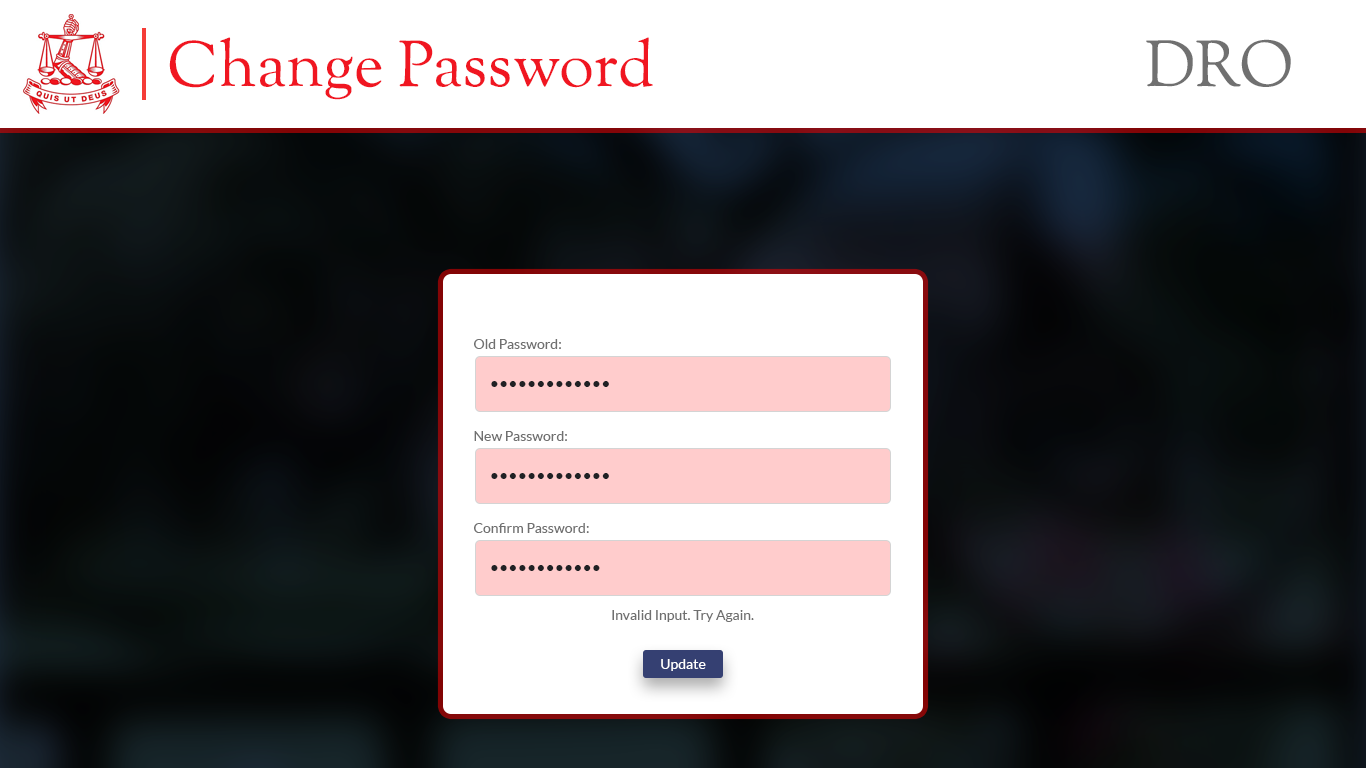 Change Password
DRO
QUIS UT DEUS
Old Password:
•••••••••••••
New Password:
•••••••••••••
Confirm Password:
••••••••••••
Invalid Input. Try Again.
Update